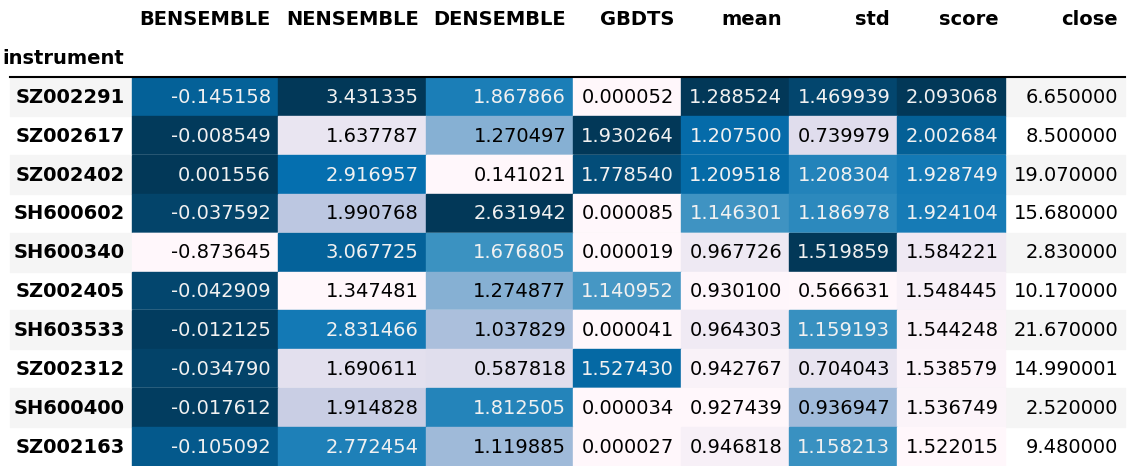 BENSEMBLE NENSEMBLE DENSEMBLE GBDTS mean std score close
instrument
SZ002291 -0.145158 3.431335 1.867866 0.000052 1.288524 1.469939 2.093068 6.650000
SZ002617 -0.008549 1.637787 1.270497 1.930264 1.207500 0.739979 2.002684 8.500000
SZ002402 0.001556 2.916957 0.141021 1.778540 1.209518 1.208304 1.928749 19.070000
SH600602 -0.037592 1.990768 2.631942 0.000085 1.146301 1.186978 1.924104 15.680000
SH600340 -0.873645 3.067725 1.676805 0.000019 0.967726 1.519859 1.584221 2.830000
SZ002405 -0.042909 1.347481 1.274877 1.140952 0.930100 0.566631 1.548445 10.170000
SH603533 -0.012125 2.831466 1.037829 0.000041 0.964303 1.159193 1.544248 21.670000
SZ002312 -0.034790 1.690611 0.587818 1.527430 0.942767 0.704043 1.538579 14.990001
SH600400 -0.017612 1.914828 1.812505 0.000034 0.927439 0.936947 1.536749 2.520000
SZ002163 -0.105092 2.772454 1.119885 0.000027 0.946818 1.158213 1.522015 9.480000